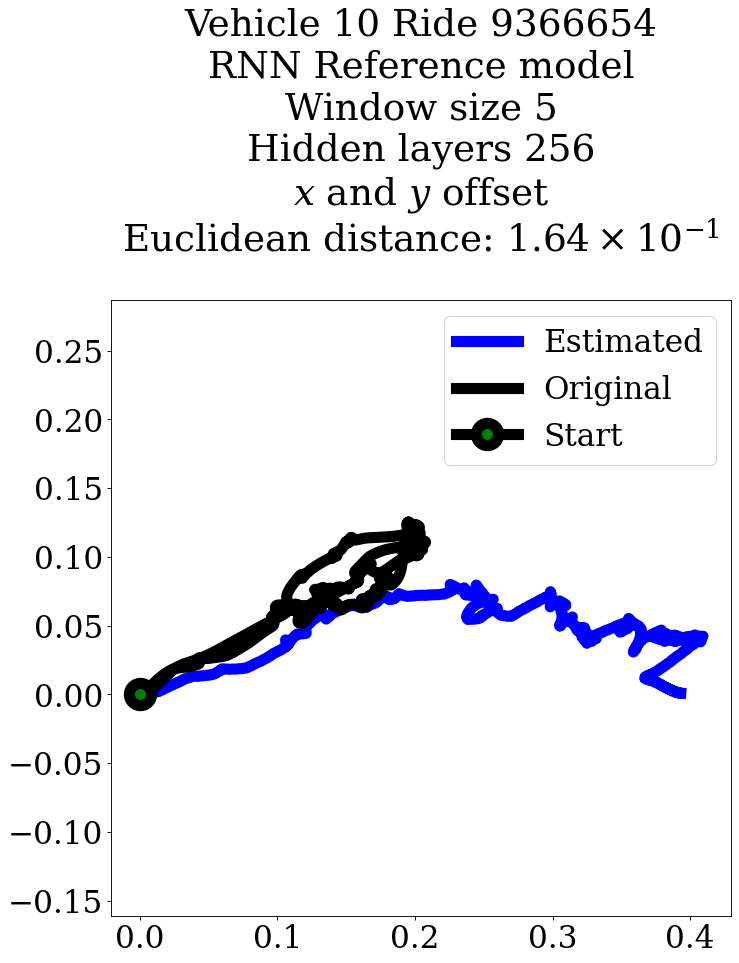 Vehicle 10 Ride 9366654
RNN Reference model
Window size 5
Hidden layers 256
x and y offset
Euclidean distance: 1.64 × 10⁻¹
Estimated
Original
Start
0.25
0.20
0.15
0.10
0.05
0.00
−0.05
−0.10
−0.15
0.0 0.1 0.2 0.3 0.4